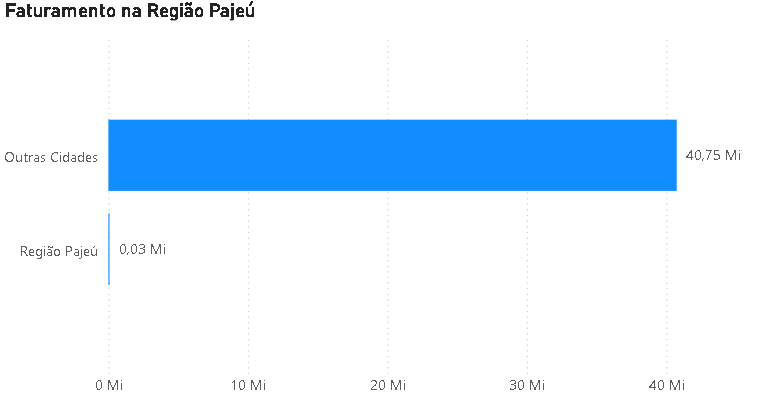 Faturamento na Região Pajeú
Outras Cidades
40,75 Mi
Região Pajeú
0,03 Mi
0 Mi
10 Mi
20 Mi
30 Mi
40 Mi